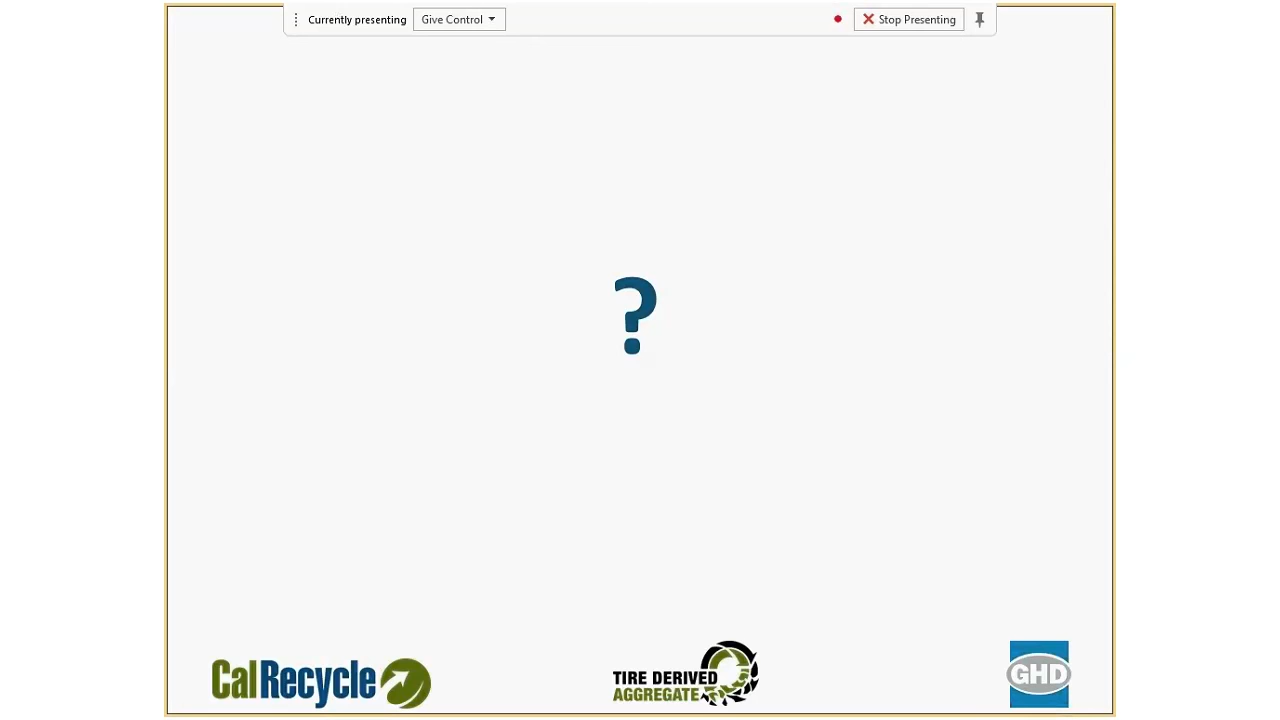 Currently presenting Give Control Stop Presenting
?
CalRecycle
TIRE DERIVED
AGGREGATE
GHD